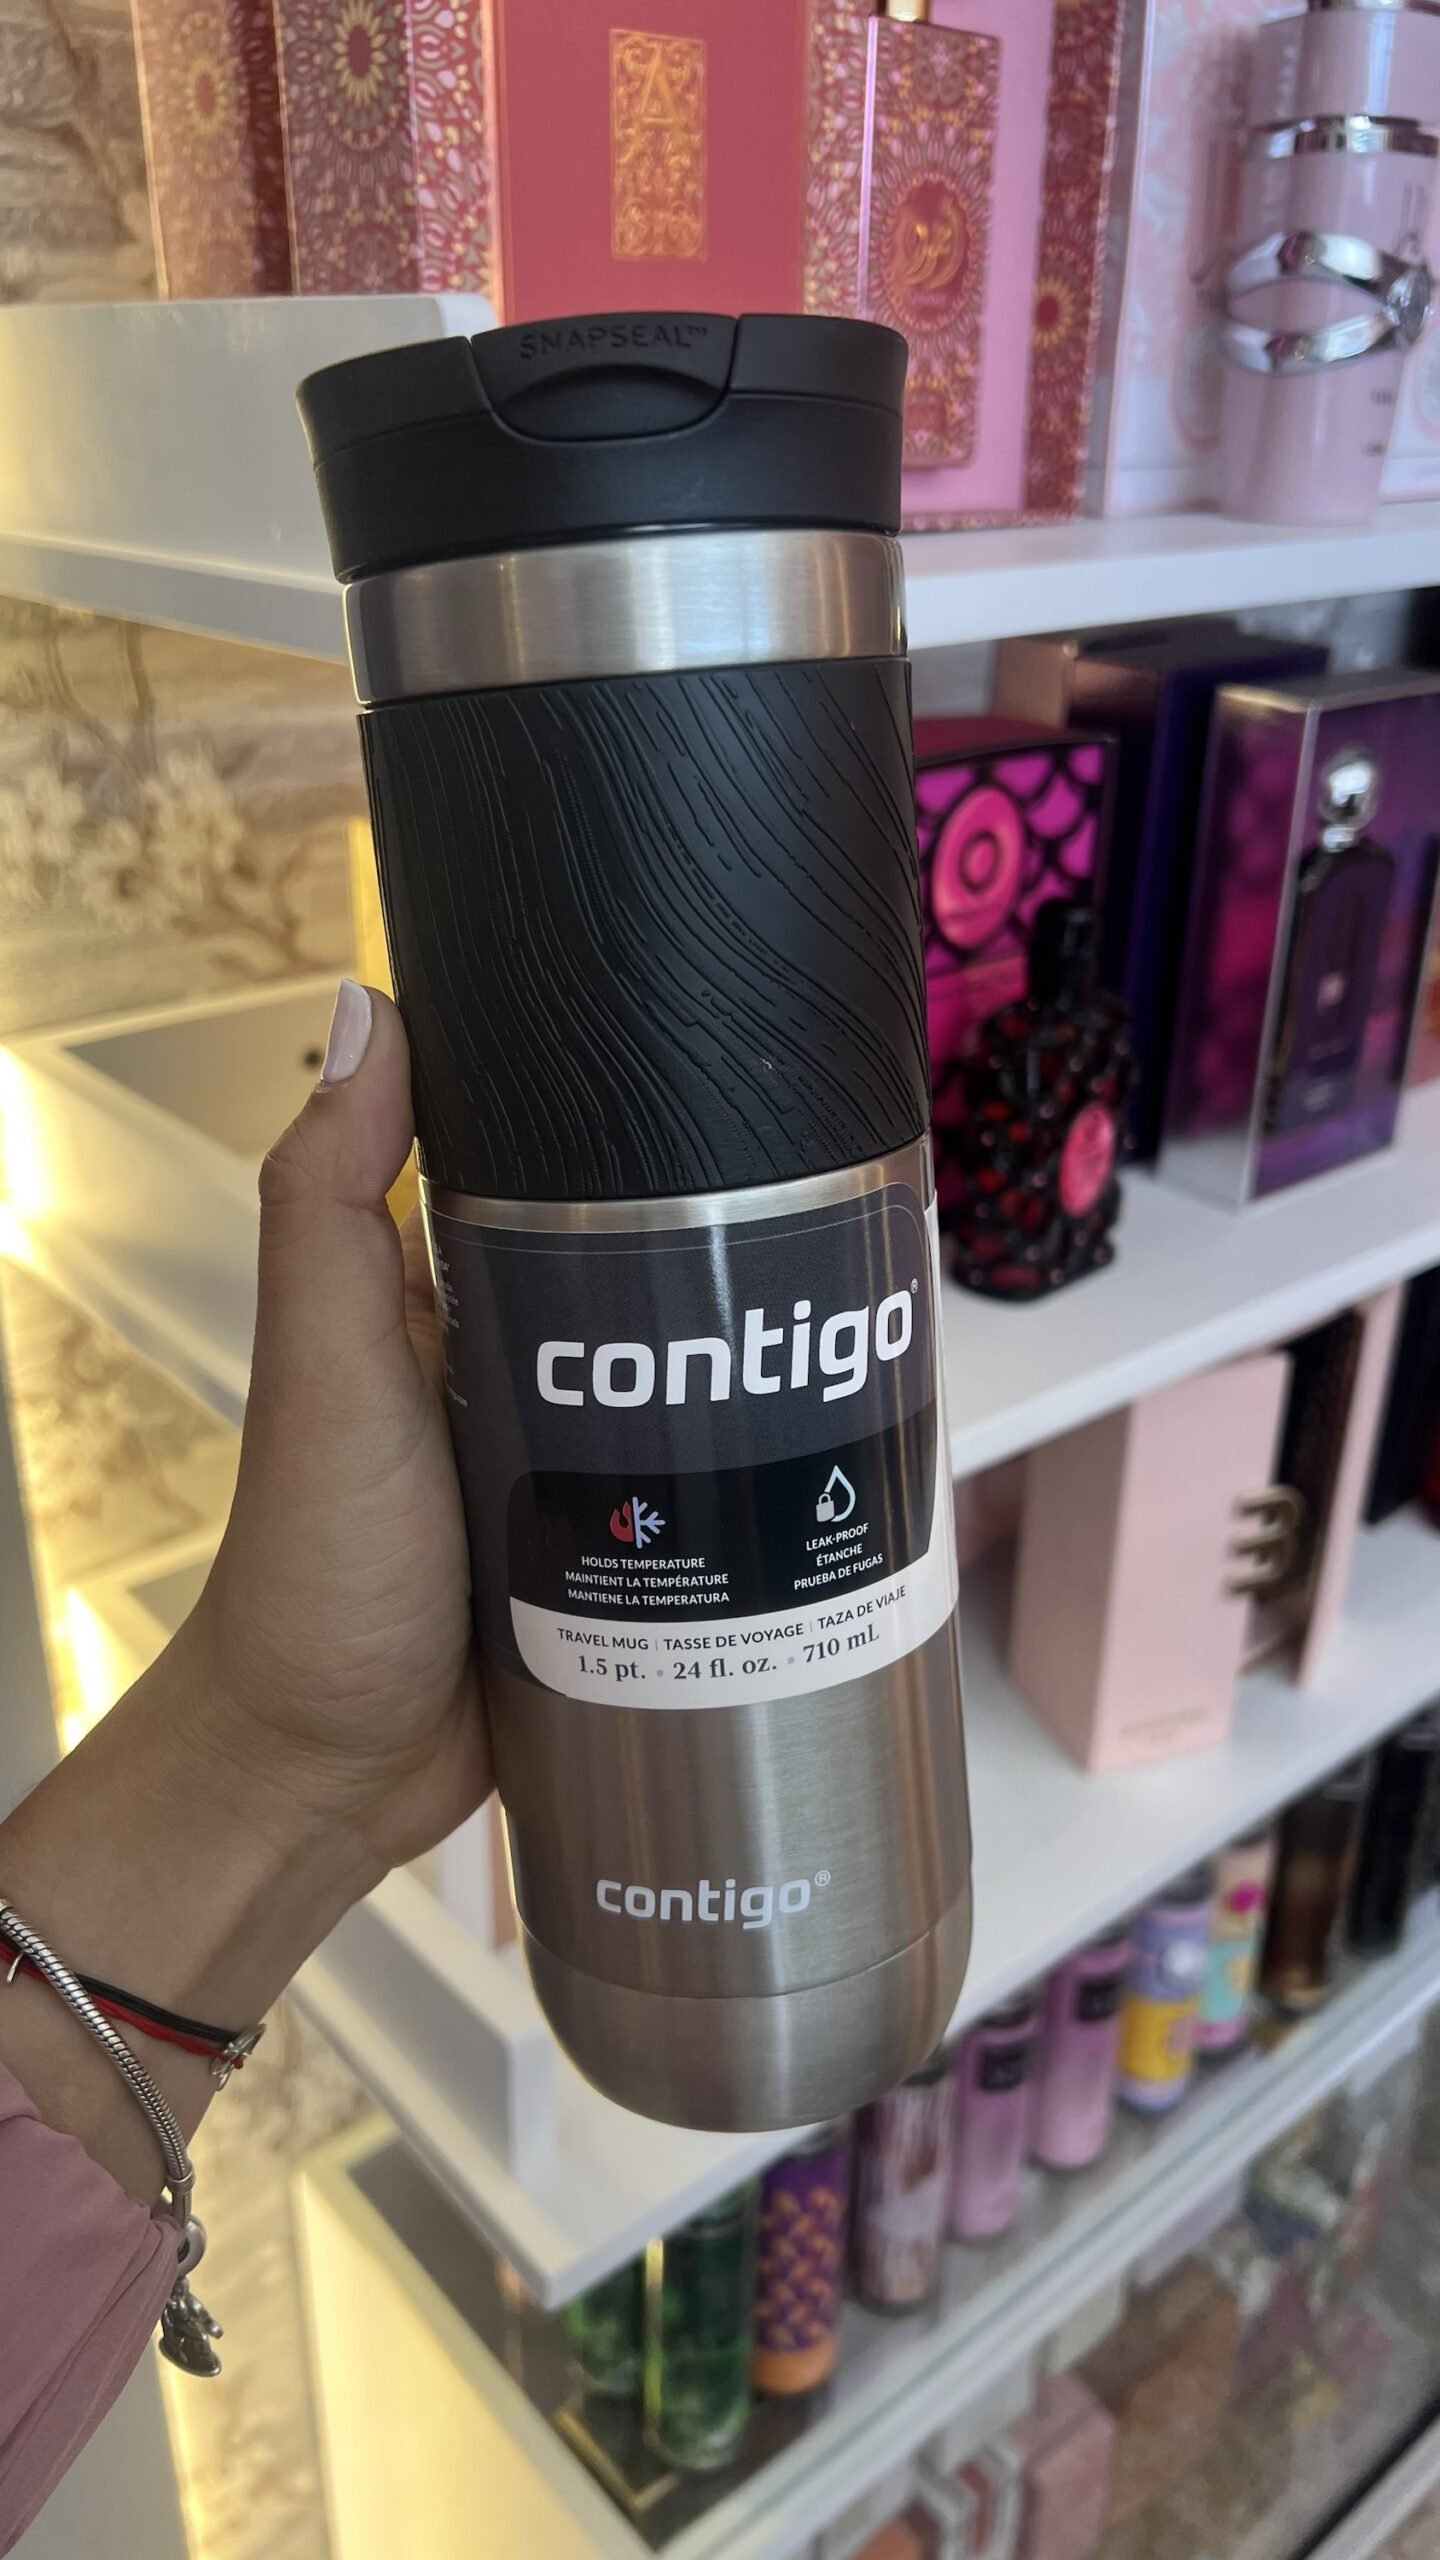 SNAPSEAL™
contigo®
HOLDS TEMPERATURE
MAINTIENT LA TEMPÉRATURE
MANTIENE LA TEMPERATURA
LEAK-PROOF
ÉTANCHE
PRUEBA DE FUGAS
TRAVEL MUG | TASSE DE VOYAGE | TAZA DE VIAJE
1.5 pt. • 24 fl. oz. • 710 mL
contigo®